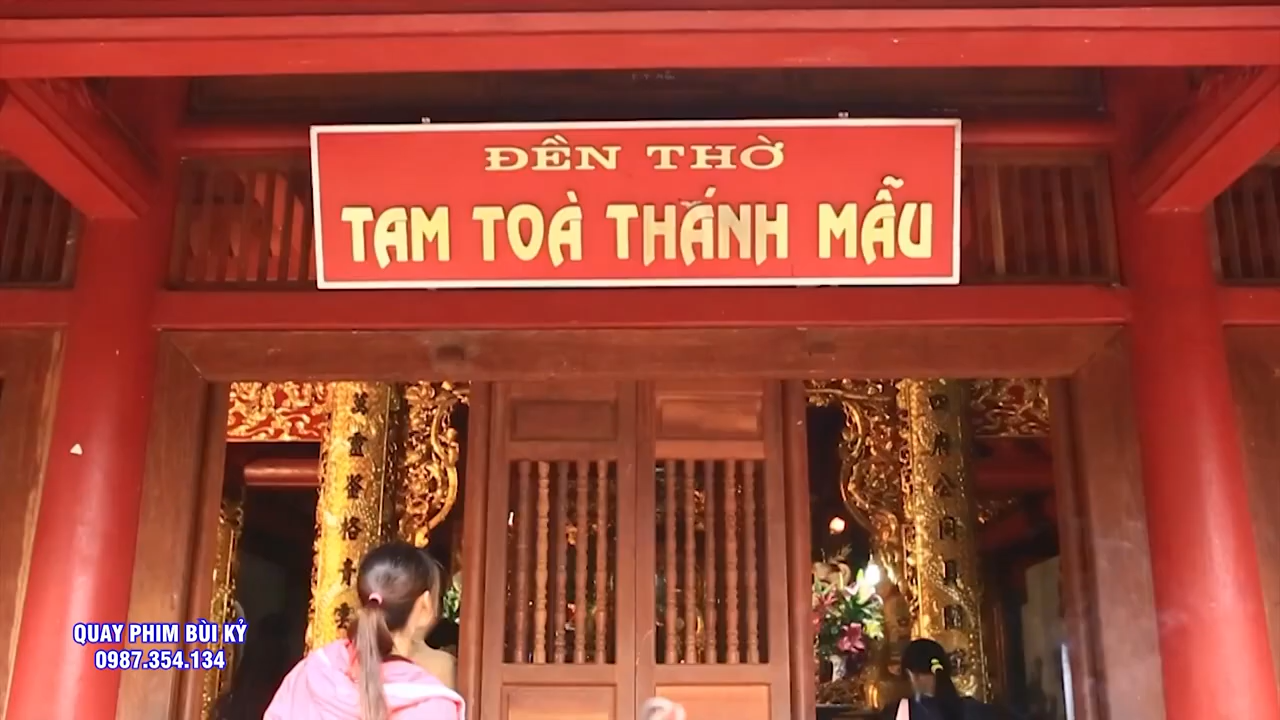 ĐỀN THỜ
TAM TOÀ THÁNH MẪU
QUAY PHIM BÙI KỶ
0987.354.134